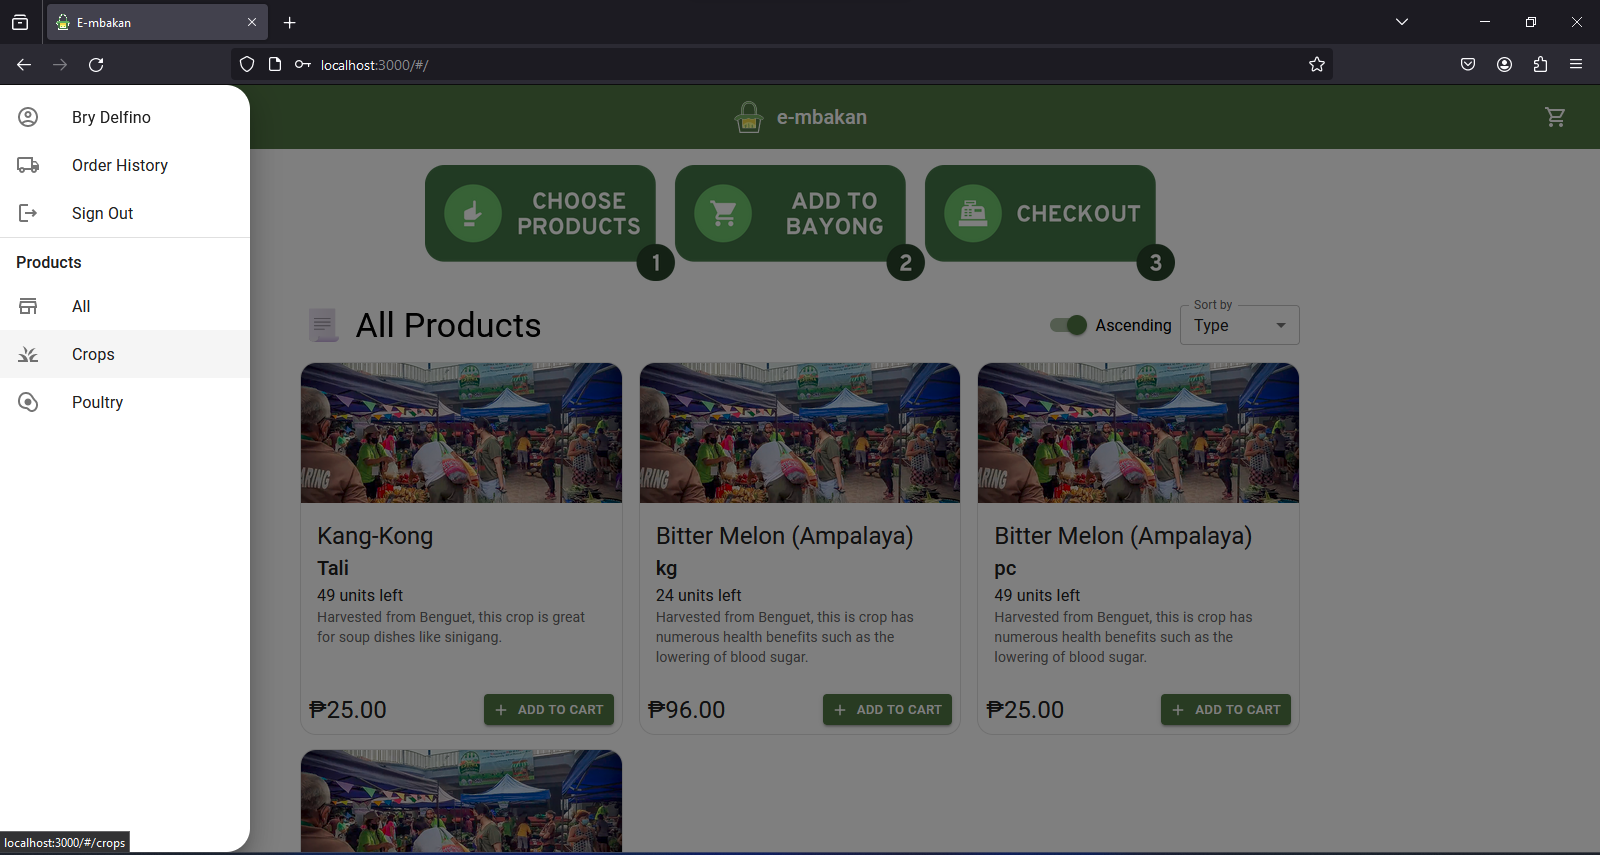 E-mbakan
localhost:3000/#/
Bry Delfino
Order History
Sign Out
Products
All
Crops
Poultry
e-mbakan
CHOOSE
PRODUCTS
1
ADD TO
BAYONG
2
CHECKOUT
3
All Products
Ascending
Sort by
Type
ARING
Kang-Kong
Tali
49 units left
Harvested from Benguet, this crop is great
for soup dishes like sinigang.
₱25.00
ADD TO CART
ARING
Bitter Melon (Ampalaya)
kg
24 units left
Harvested from Benguet, this is crop has
numerous health benefits such as the
lowering of blood sugar.
₱96.00
ADD TO CART
ARING
Bitter Melon (Ampalaya)
pc
49 units left
Harvested from Benguet, this is crop has
numerous health benefits such as the
lowering of blood sugar.
₱25.00
ADD TO CART
localhost:3000/#/crops